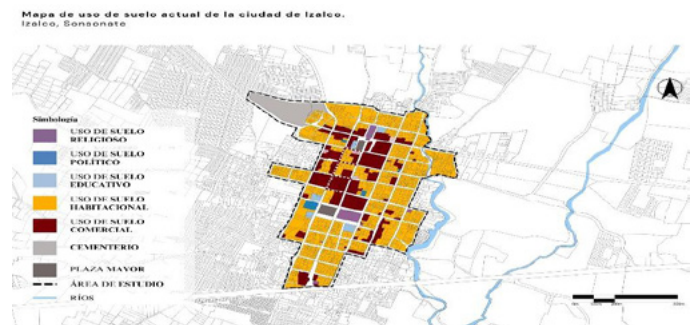 Mapa de uso de suelo actual de la ciudad de Izalco.
Izalco, Sonsonate
Simbología
USO DE SUELO
RELIGIOSO
USO DE SUELO
POLÍTICO
USO DE SUELO
EDUCATIVO
USO DE SUELO
HABITACIONAL
USO DE SUELO
COMERCIAL
CEMENTERIO
PLAZA MAYOR
ÁREA DE ESTUDIO
RÍOS